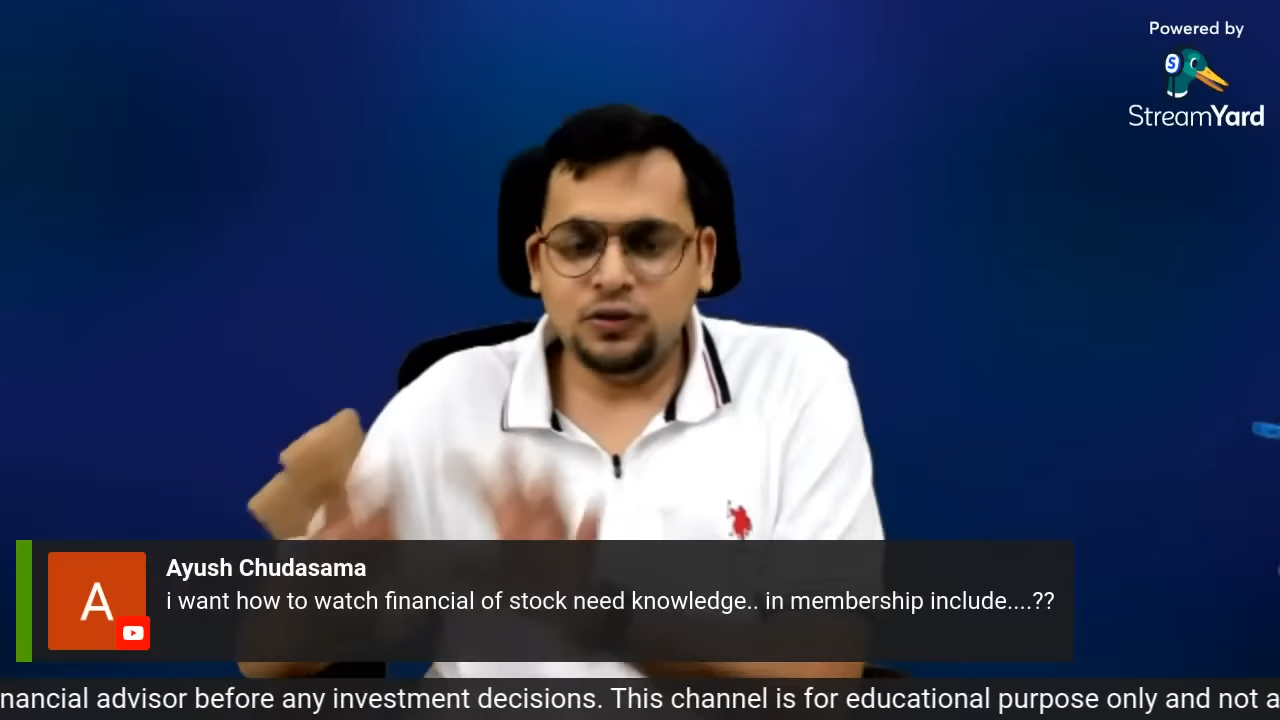 Powered by
S
StreamYard
A
Ayush Chudasama
i want how to watch financial of stock need knowledge.. in membership include....??
nancial advisor before any investment decisions. This channel is for educational purpose only and not a